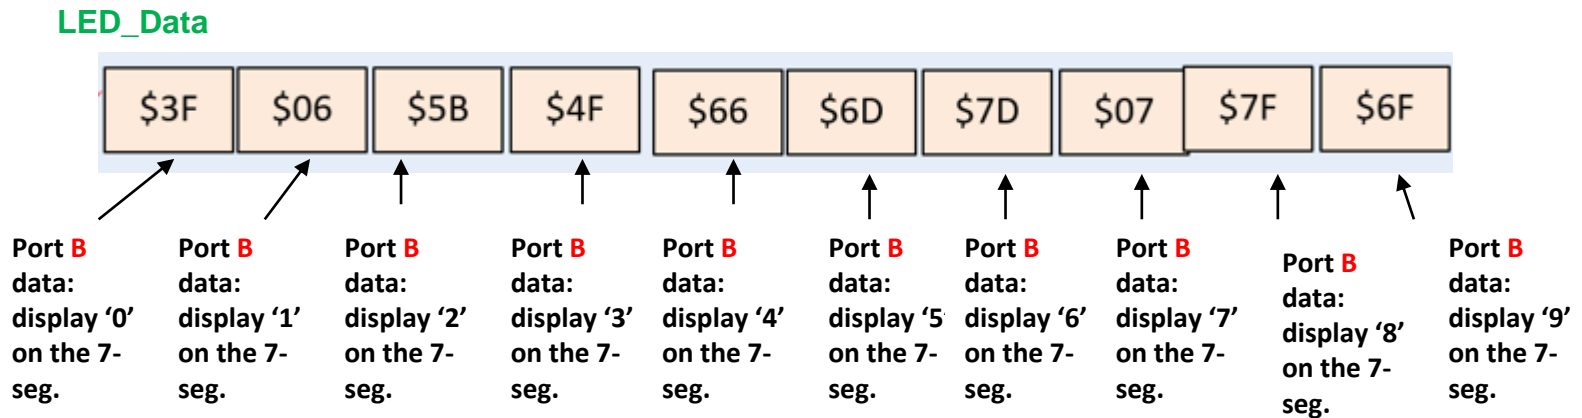 LED_Data
$3F $06 $5B $4F $66 $6D $7D $07 $7F $6F
Port B
data:
display ‘0’
on the 7-
seg.
Port B
data:
display ‘1’
on the 7-
seg.
Port B
data:
display ‘2’
on the 7-
seg.
Port B
data:
display ‘3’
on the 7-
seg.
Port B
data:
display ‘4’
on the 7-
seg.
Port B
data:
display ‘5’
on the 7-
seg.
Port B
data:
display ‘6’
on the 7-
seg.
Port B
data:
display ‘7’
on the 7-
seg.
Port B
data:
display ‘8’
on the 7-
seg.
Port B
data:
display ‘9’
on the 7-
seg.